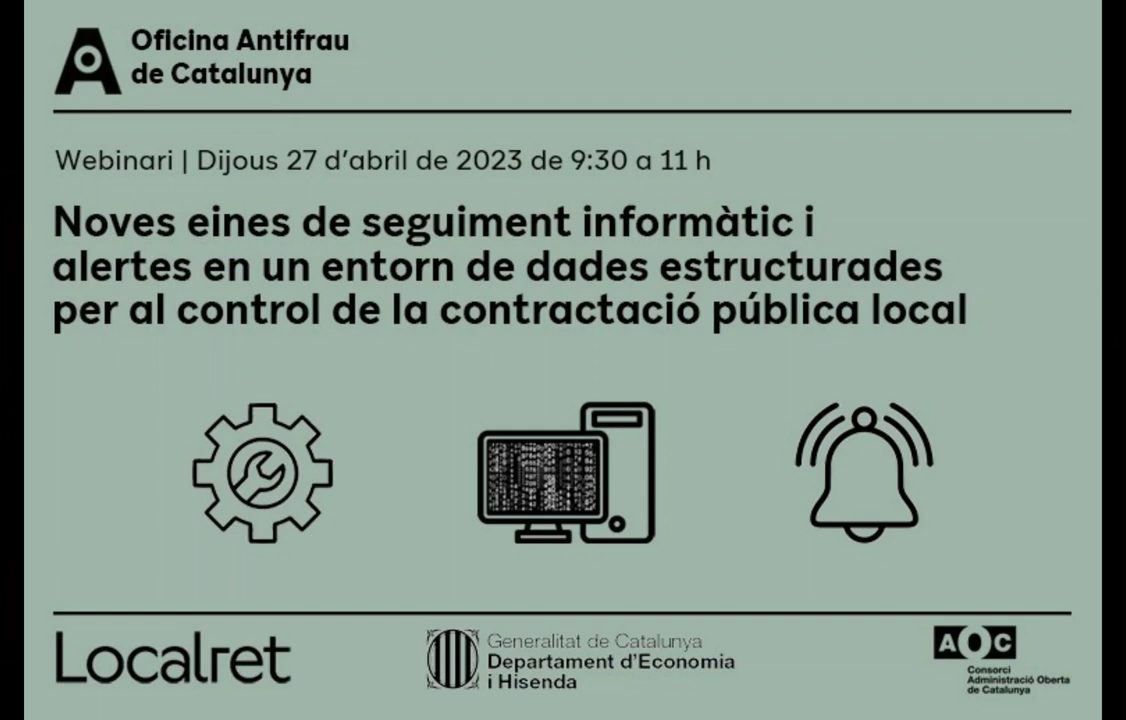 Oficina Antifrau
de Catalunya
Webinari | Dijous 27 d'abril de 2023 de 9:30 a 11 h
Noves eines de seguiment informàtic i
alertes en un entorn de dades estructurades
per al control de la contractació pública local
Localret
Generalitat de Catalunya
Departament d'Economia
i Hisenda
AOC
Consorci
Administració Oberta
de Catalunya